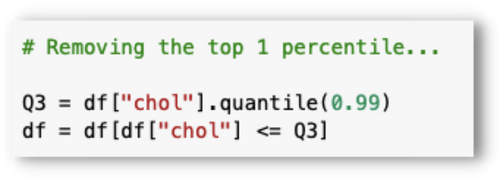 # Removing the top 1 percentile...
Q3 = df["chol"].quantile(0.99)
df = df[df["chol"] <= Q3]